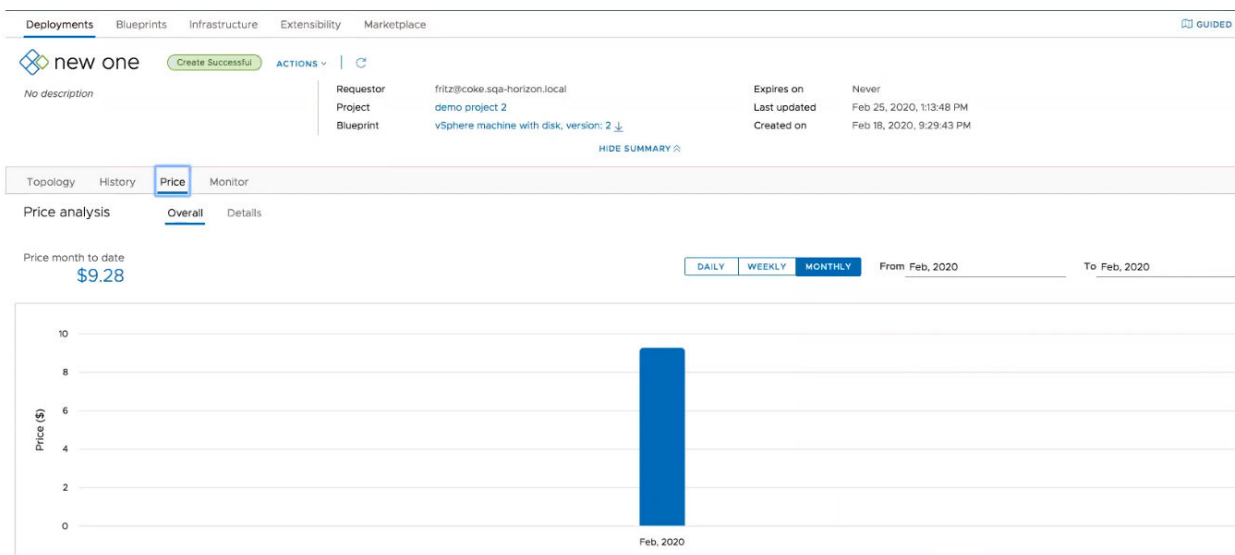 Deployments Blueprints Infrastructure Extensibility Marketplace GUIDED
new one Create Successful ACTIONS
No description
Requestor fritz@coke.sqa-horizon.local Expires on Never
Project demo project 2 Last updated Feb 25, 2020, 1:13:48 PM
Blueprint vSphere machine with disk, version: 2 Created on Feb 18, 2020, 9:29:43 PM
HIDE SUMMARY
Topology History Price Monitor
Price analysis Overall Details
Price month to date
$9.28
DAILY WEEKLY MONTHLY From Feb, 2020 To Feb, 2020
10
8
6
4
2
0
Price ($)
Feb, 2020